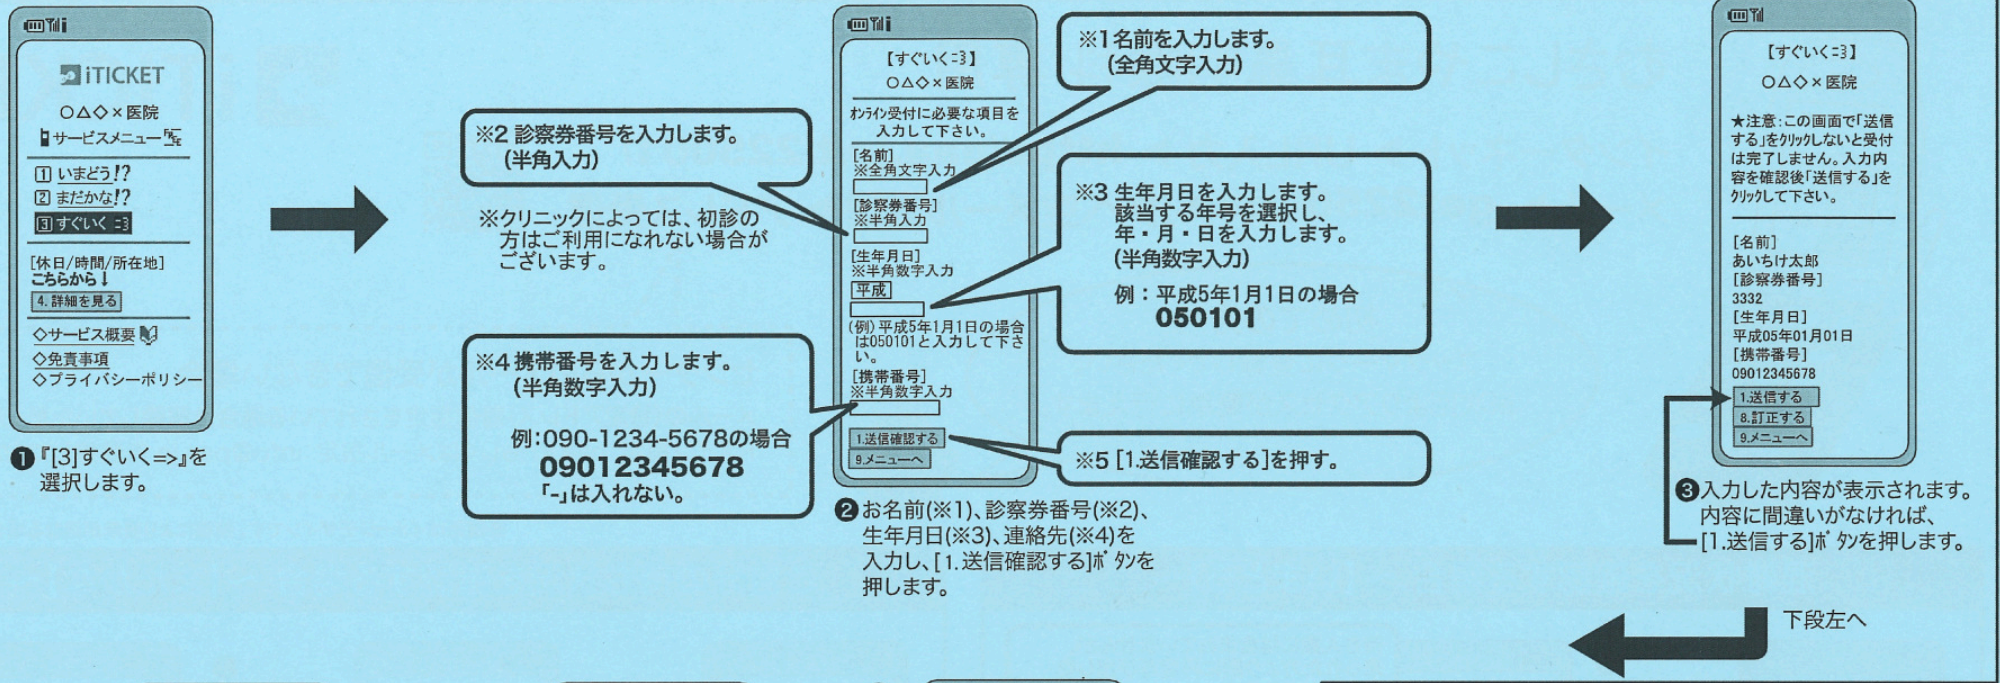 iTICKET
○△◇×医院
サービスメニュー
1 いまどう!?
2 まだかな!?
3 すぐいく=3
[休日/時間/所在地]
こちらから↓
4.詳細を見る
◇サービス概要
◇免責事項
◇プライバシーポリシー
❶『[3]すぐいく=>』を
選択します。
※2 診察券番号を入力します。
(半角入力)
※クリニックによっては、初診の
方はご利用になれない場合が
ございます。
※4 携帯番号を入力します。
(半角数字入力)
例:090-1234-5678の場合
09012345678
「-」は入れない。
【すぐいく=3】
○△◇×医院
オンライン受付に必要な項目を
入力して下さい。
[名前]
※全角文字入力
[診察券番号]
※半角入力
[生年月日]
※半角数字入力
平成
(例)平成5年1月1日の場合
は050101と入力して下さ
い。
[携帯番号]
※半角数字入力
1.送信確認する
9.メニューへ
❷お名前(※1)、診察券番号(※2)、
生年月日(※3)、連絡先(※4)を
入力し、[1.送信確認する]ボタンを
押します。
※1名前を入力します。
(全角文字入力)
※3 生年月日を入力します。
該当する年号を選択し、
年・月・日を入力します。
(半角数字入力)
例:平成5年1月1日の場合
050101
※5 [1.送信確認する]を押す。
【すぐいく=3】
○△◇×医院
★注意:この画面で「送信
する」をクリックしないと受付
は完了しません。入力内
容を確認後「送信する」を
クリックして下さい。
[名前]
あいちけ太郎
[診察券番号]
3332
[生年月日]
平成05年01月01日
[携帯番号]
09012345678
1.送信する
8.訂正する
9.メニューへ
❸入力した内容が表示されます。
内容に間違いがなければ、
[1.送信する]ボタンを押します。
下段左へ